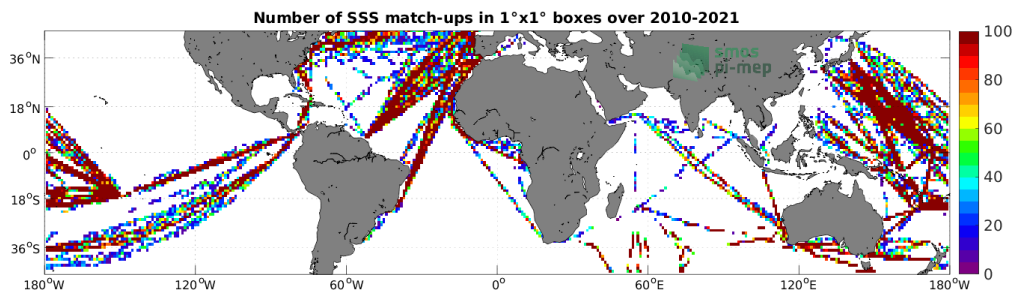 Number of SSS match-ups in 1°x1° boxes over 2010-2021
smos
pi-mep
36°N
18°N
0°
18°S
36°S
180°W
120°W
60°W
0°
60°E
120°E
180°W
100
80
60
40
20
0